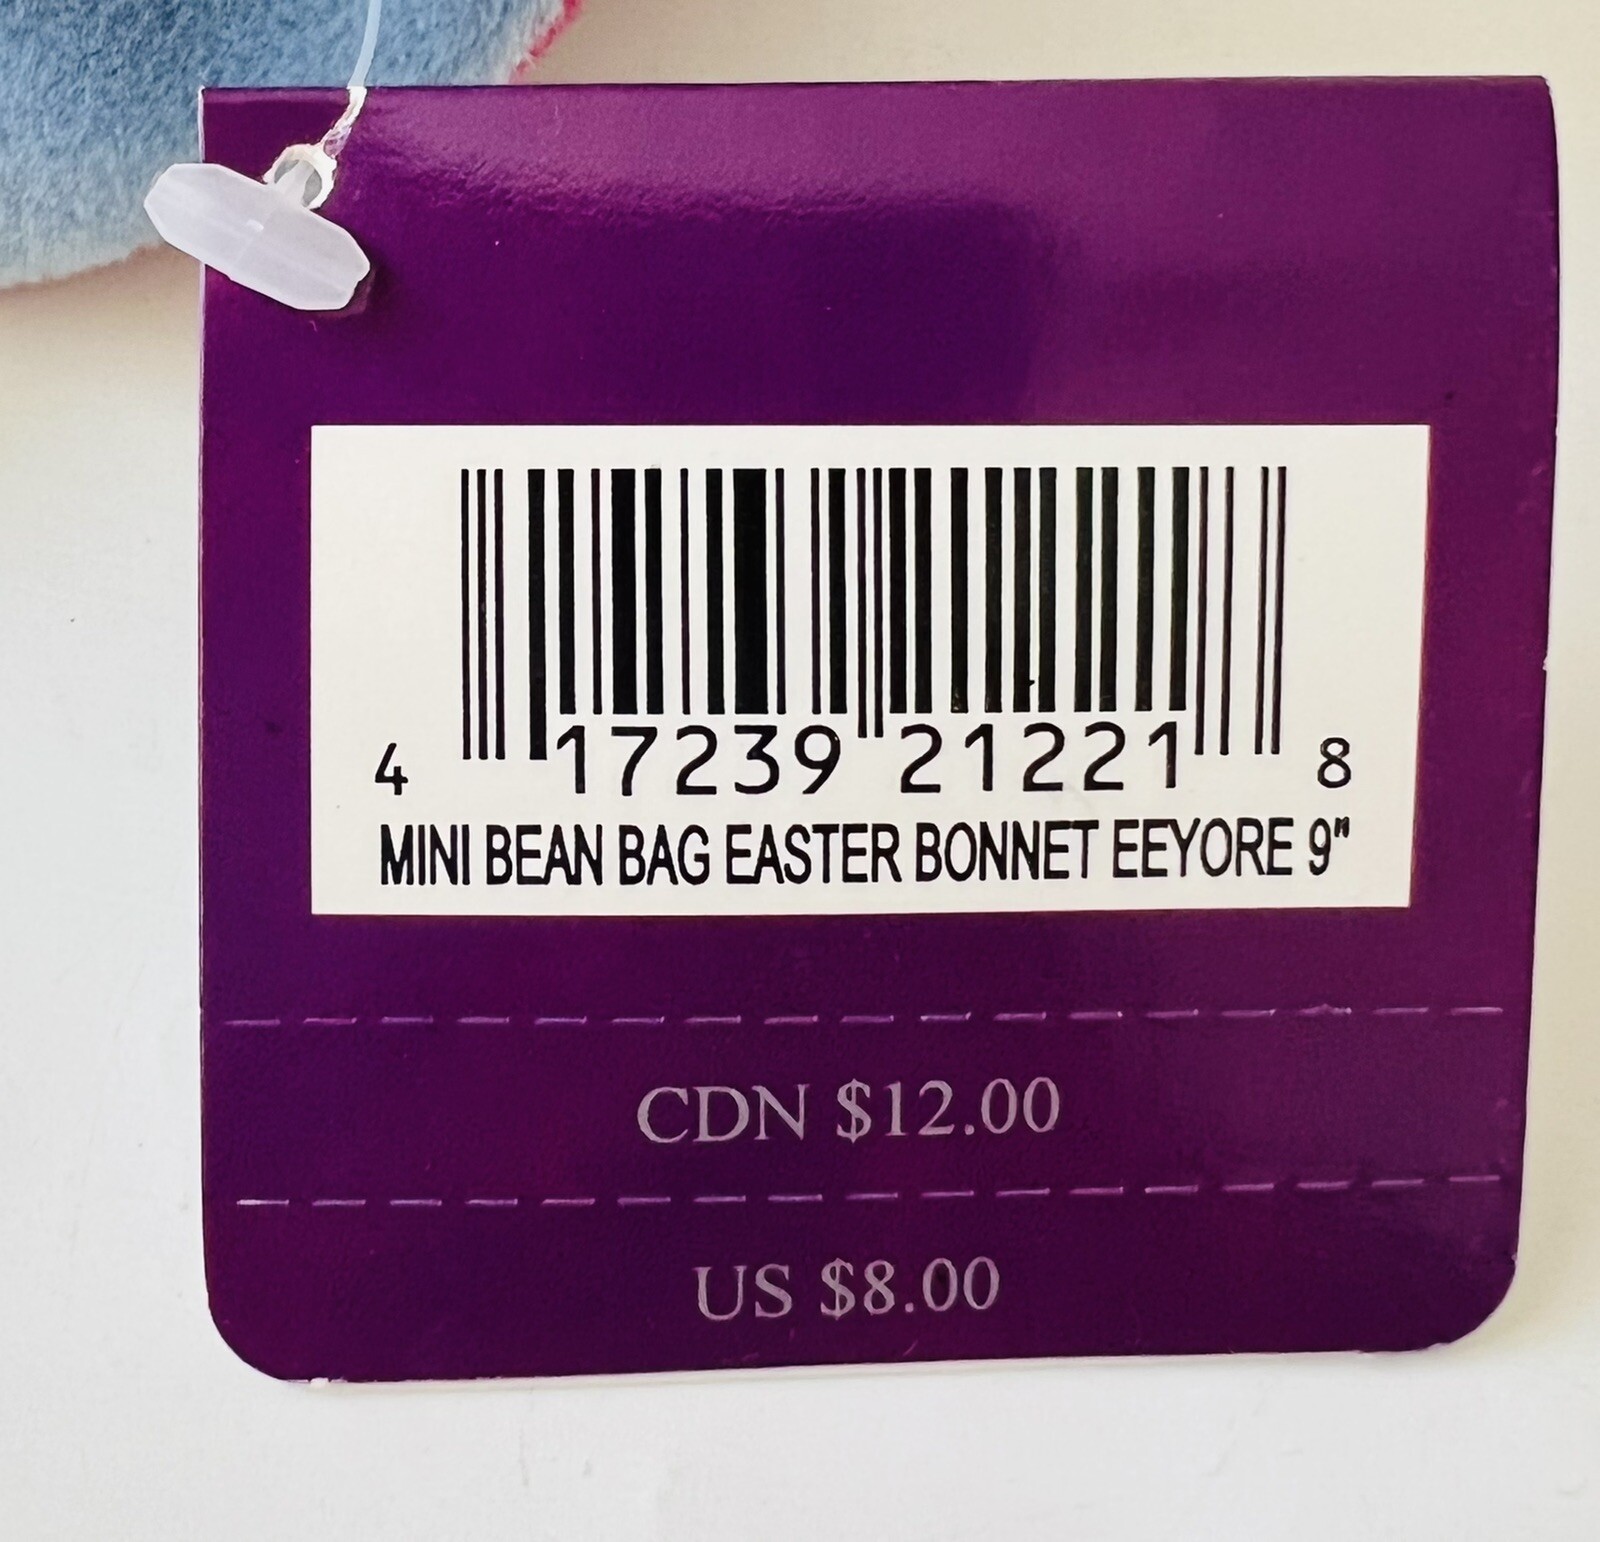 4 17239 21221 8
MINI BEAN BAG EASTER BONNET EEYORE 9"
CDN $12.00
US $8.00